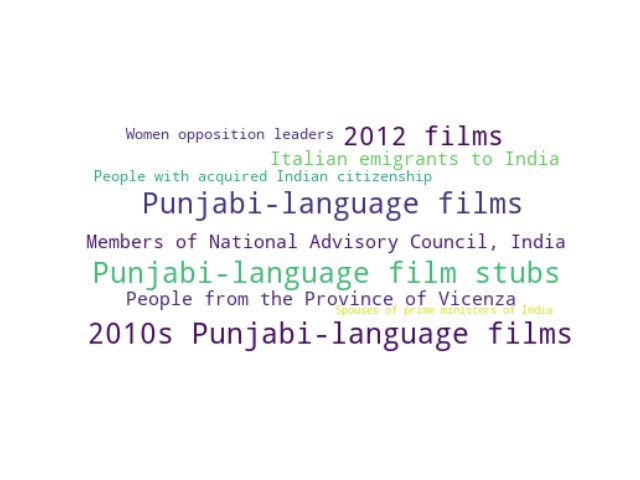 Women opposition leaders
2012 films
Italian emigrants to India
People with acquired Indian citizenship
Punjabi-language films
Members of National Advisory Council, India
Punjabi-language film stubs
People from the Province of Vicenza
Spouses of prime ministers of India
2010s Punjabi-language films